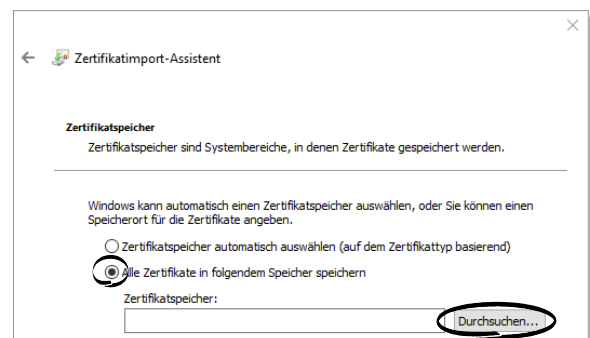 Zertifikatimport-Assistent
Zertifikatspeicher
Zertifikatspeicher sind Systembereiche, in denen Zertifikate gespeichert werden.
Windows kann automatisch einen Zertifikatspeicher auswählen, oder Sie können einen
Speicherort für die Zertifikate angeben.
Zertifikatspeicher automatisch auswählen (auf dem Zertifikattyp basierend)
Alle Zertifikate in folgendem Speicher speichern
Zertifikatspeicher:
Durchsuchen...